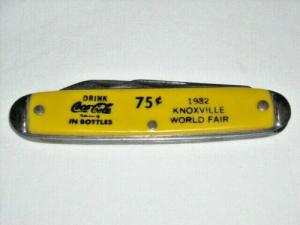 DRINK
Coca-Cola
IN BOTTLES
75¢
1982
KNOXVILLE
WORLD FAIR